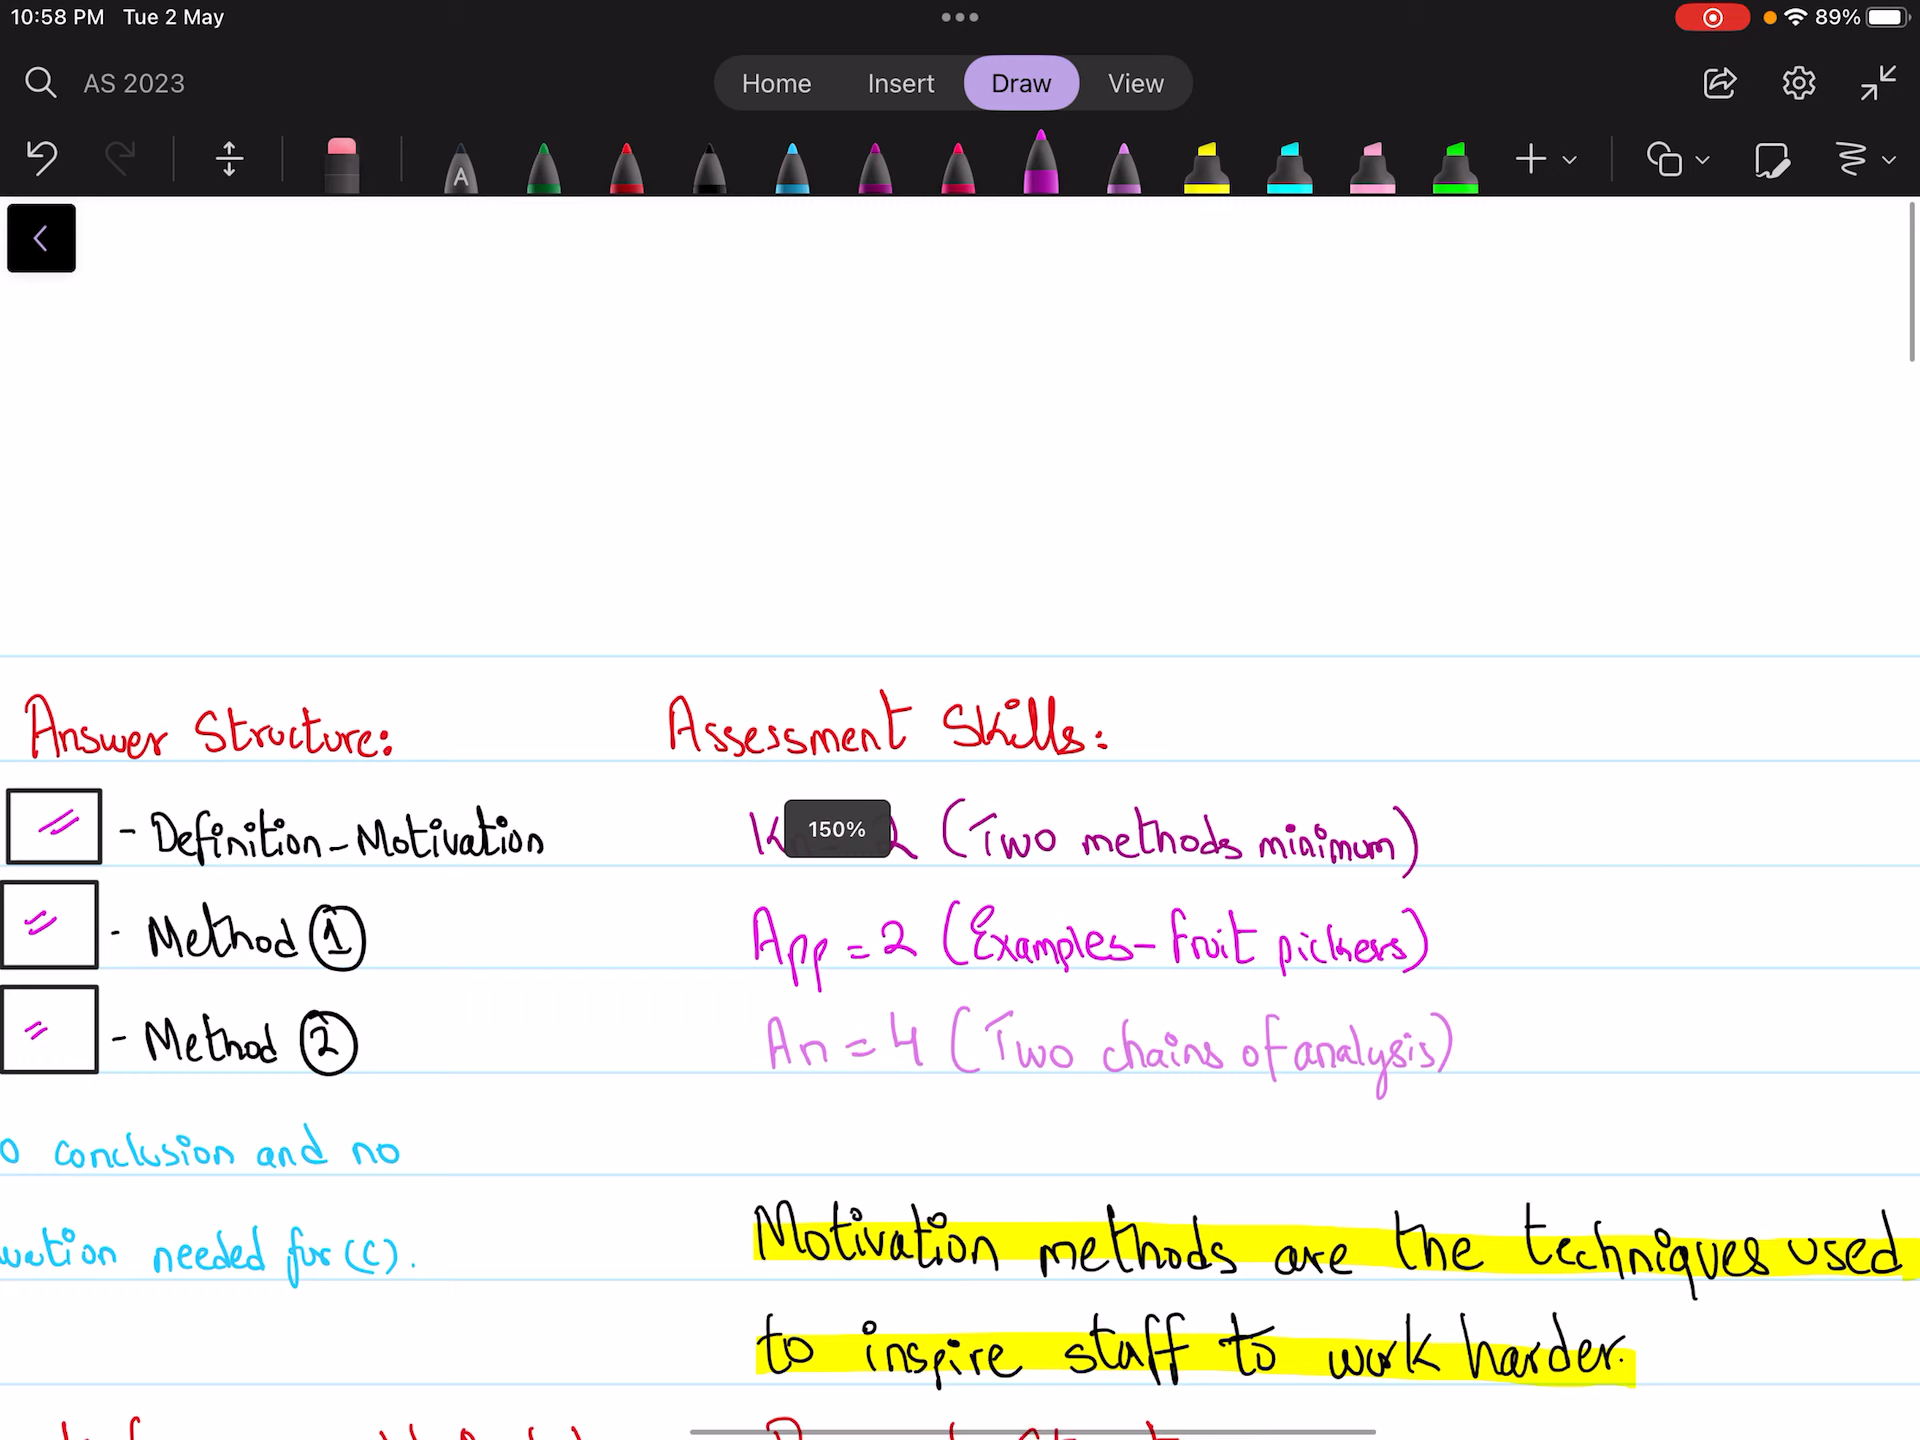 10:58 PM Tue 2 May
89%
AS 2023
Home Insert Draw View
A
Answer Structure:
- Definition - Motivation
- Method ①
- Method ②
conclusion and no
needed for (c).
Assessment Skills:
150%
2 (Two methods minimum)
App = 2 (Examples - fruit pickers)
An = 4 (Two chains of analysis)
Motivation methods are the techniques used
to inspire staff to work harder.